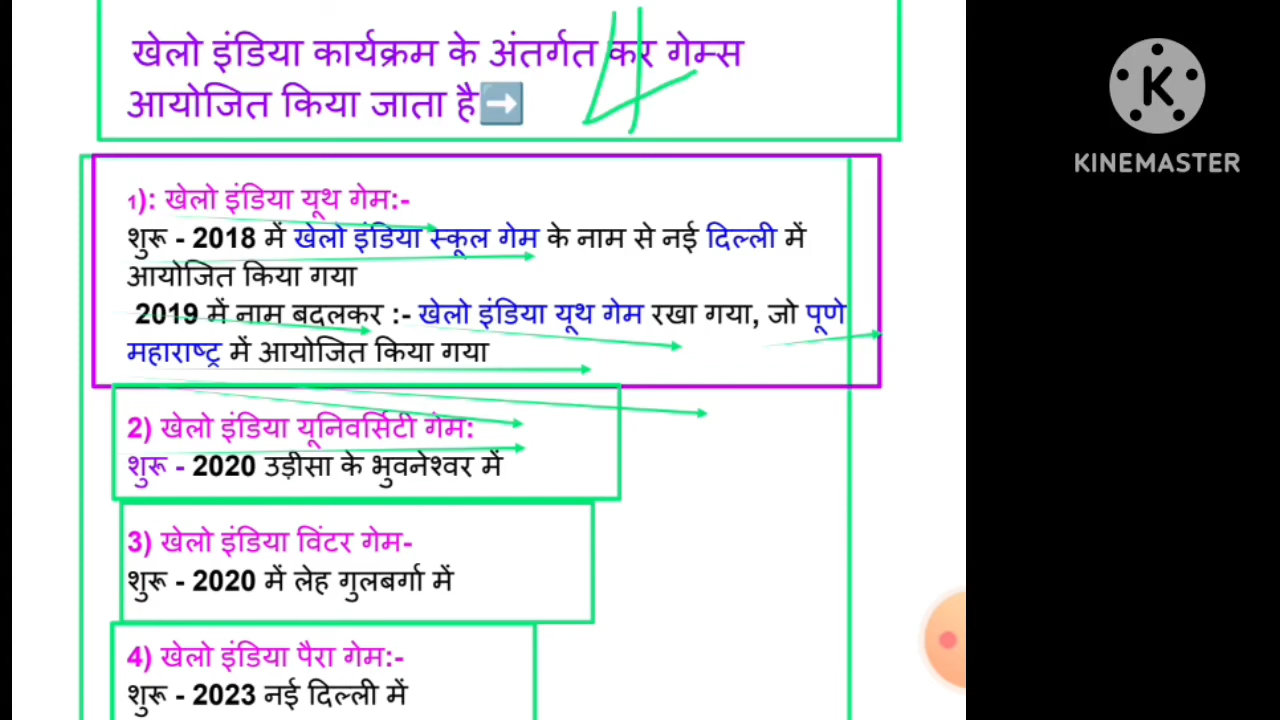 खेलो इंडिया कार्यक्रम के अंतर्गत कर गेम्स
आयोजित किया जाता है➡️
4
1): खेलो इंडिया यूथ गेम:-
शुरू - 2018 में खेलो इंडिया स्कूल गेम के नाम से नई दिल्ली में
आयोजित किया गया
2019 में नाम बदलकर :- खेलो इंडिया यूथ गेम रखा गया, जो पूणे
महाराष्ट्र में आयोजित किया गया
2) खेलो इंडिया यूनिवर्सिटी गेम:
शुरू - 2020 उड़ीसा के भुवनेश्वर में
3) खेलो इंडिया विंटर गेम-
शुरू - 2020 में लेह गुलबर्गा में
4) खेलो इंडिया पैरा गेम:-
शुरू - 2023 नई दिल्ली में
K
KINEMASTER